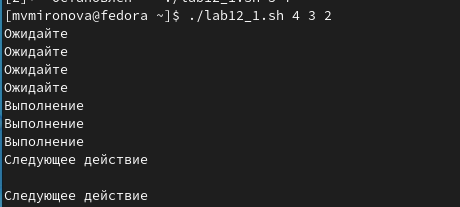 [mvmironova@fedora ~]$ ./lab12_1.sh 4 3 2
Ожидайте
Ожидайте
Ожидайте
Ожидайте
Выполнение
Выполнение
Выполнение
Следующее действие
Следующее действие